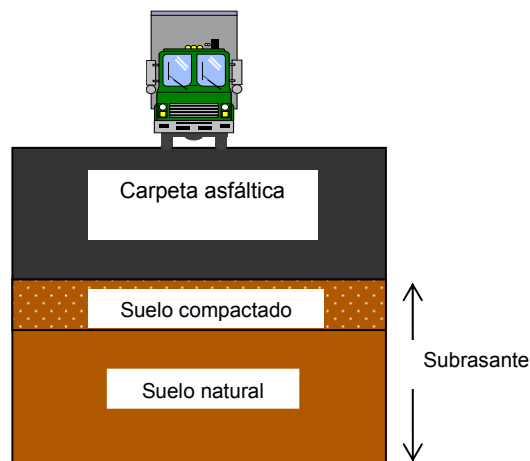 Carpeta asfáltica
Suelo compactado
Subrasante
Suelo natural